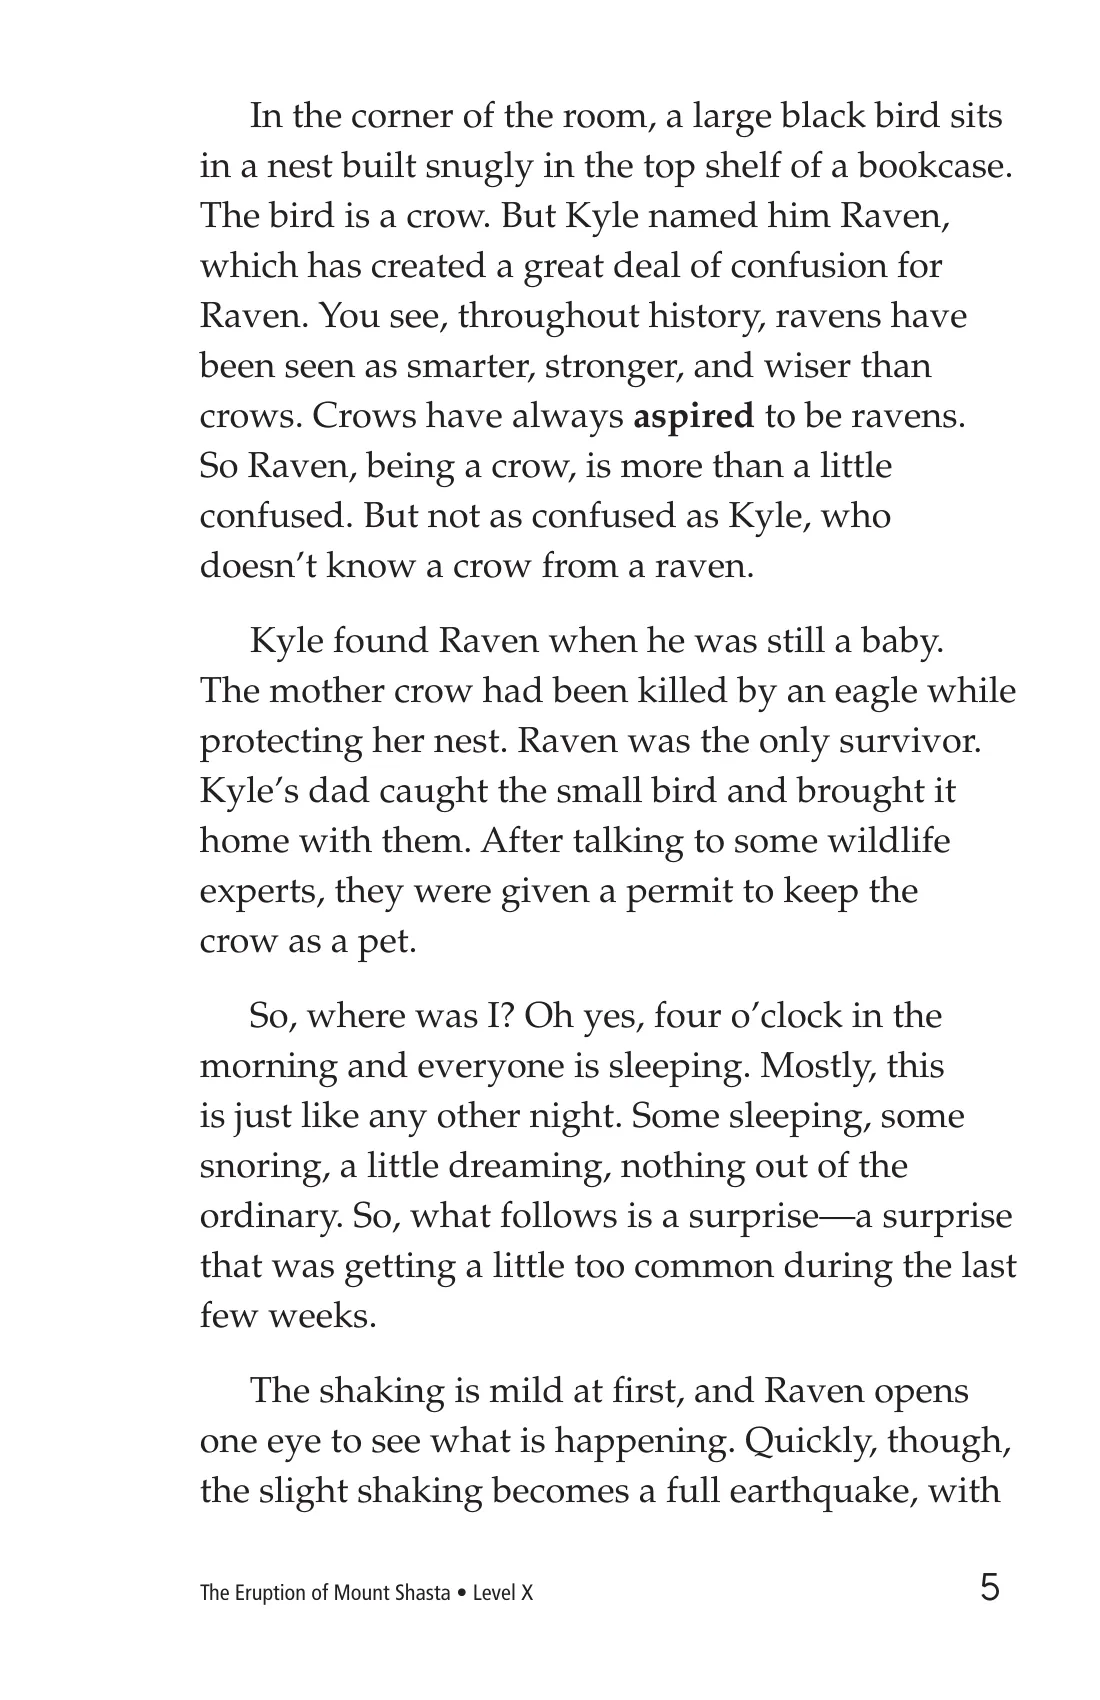 In the corner of the room, a large black bird sits
in a nest built snugly in the top shelf of a bookcase.
The bird is a crow. But Kyle named him Raven,
which has created a great deal of confusion for
Raven. You see, throughout history, ravens have
been seen as smarter, stronger, and wiser than
crows. Crows have always aspired to be ravens.
So Raven, being a crow, is more than a little
confused. But not as confused as Kyle, who
doesn’t know a crow from a raven.
Kyle found Raven when he was still a baby.
The mother crow had been killed by an eagle while
protecting her nest. Raven was the only survivor.
Kyle’s dad caught the small bird and brought it
home with them. After talking to some wildlife
experts, they were given a permit to keep the
crow as a pet.
So, where was I? Oh yes, four o’clock in the
morning and everyone is sleeping. Mostly, this
is just like any other night. Some sleeping, some
snoring, a little dreaming, nothing out of the
ordinary. So, what follows is a surprise—a surprise
that was getting a little too common during the last
few weeks.
The shaking is mild at first, and Raven opens
one eye to see what is happening. Quickly, though,
the slight shaking becomes a full earthquake, with
The Eruption of Mount Shasta • Level X 5